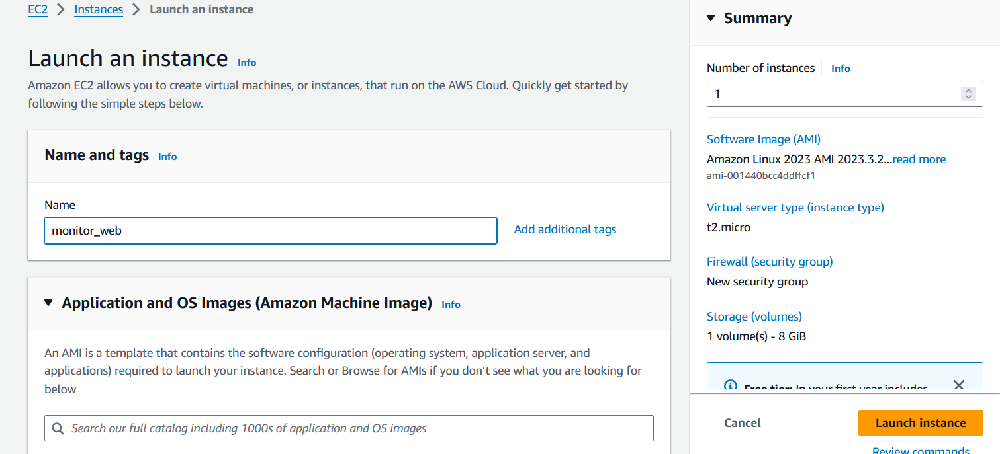 EC2 > Instances > Launch an instance
Launch an instance Info
Amazon EC2 allows you to create virtual machines, or instances, that run on the AWS Cloud. Quickly get started by
following the simple steps below.
Name and tags Info
Name
monitor_web
Add additional tags
Application and OS Images (Amazon Machine Image) Info
An AMI is a template that contains the software configuration (operating system, application server, and
applications) required to launch your instance. Search or Browse for AMIs if you don’t see what you are looking for
below
Search our full catalog including 1000s of application and OS images
Summary
Number of instances Info
1
Software Image (AMI)
Amazon Linux 2023 AMI 2023.3.2...read more
ami-001440bcc4ddffcf1
Virtual server type (instance type)
t2.micro
Firewall (security group)
New security group
Storage (volumes)
1 volume(s) - 8 GiB
Free tier: In your first year includes
Cancel
Launch instance
Review commands